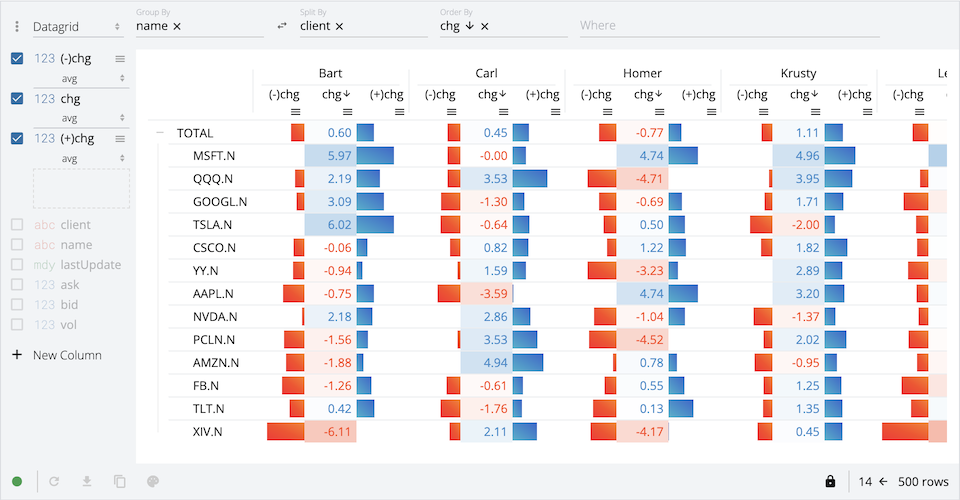 Group By Split By Order By
Datagrid name × client × chg ↓ × Where
123 (-)chg
avg
123 chg
avg
123 (+)chg
avg
abc client
abc name
mdy lastUpdate
123 ask
123 bid
123 vol
+ New Column
Bart Carl Homer Krusty Le
(-)chg chg↓ (+)chg (-)chg chg↓ (+)chg (-)chg chg↓ (+)chg (-)chg chg↓ (+)chg (-)chg
— TOTAL 0.60 0.45 -0.77 1.11
MSFT.N 5.97 -0.00 4.74 4.96
QQQ.N 2.19 3.53 -4.71 3.95
GOOGL.N 3.09 -1.30 -0.69 1.71
TSLA.N 6.02 -0.64 0.50 -2.00
CSCO.N -0.06 0.82 1.22 1.82
YY.N -0.94 1.59 -3.23 2.89
AAPL.N -0.75 -3.59 4.74 3.20
NVDA.N 2.18 2.86 -1.04 -1.37
PCLN.N -1.56 3.53 -4.52 2.02
AMZN.N -1.88 4.94 0.78 -0.95
FB.N -1.26 -0.61 0.55 1.25
TLT.N 0.42 -1.76 0.13 1.35
XIV.N -6.11 2.11 -4.17 0.45
14 ← 500 rows